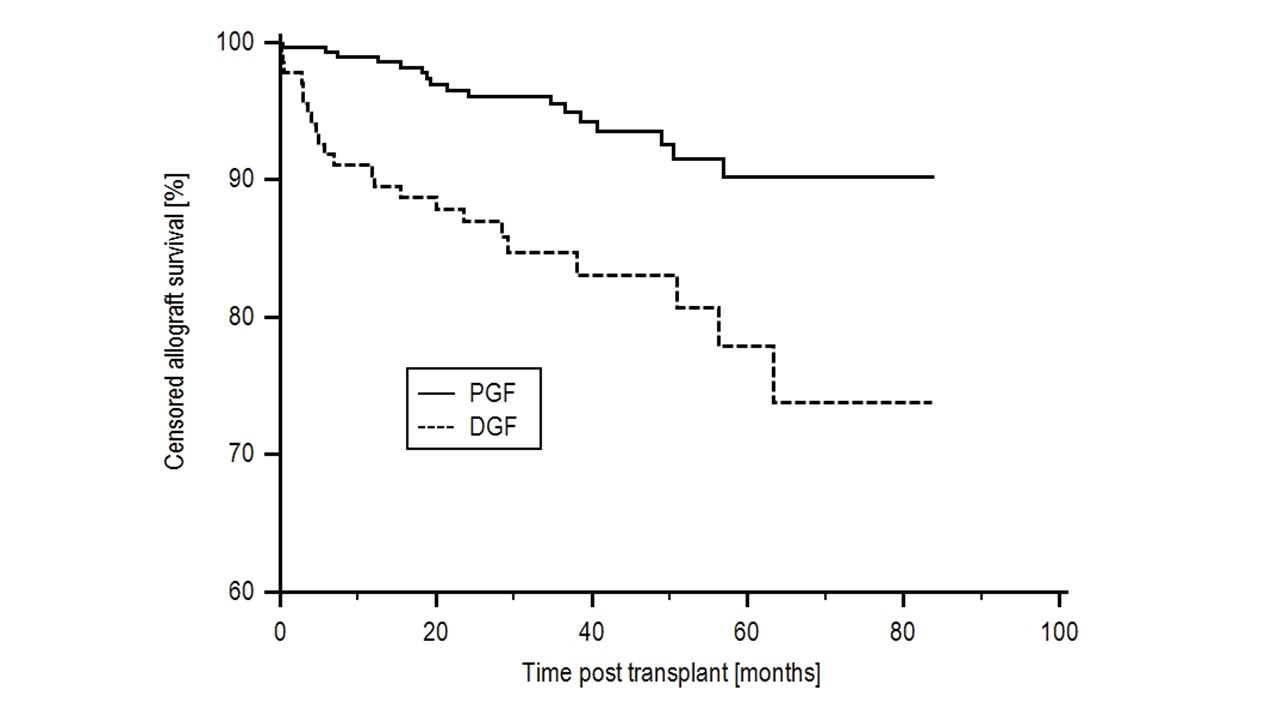 100
90
80
70
60
Censored allograft survival [%]
PGF
DGF
0 20 40 60 80 100
Time post transplant [months]